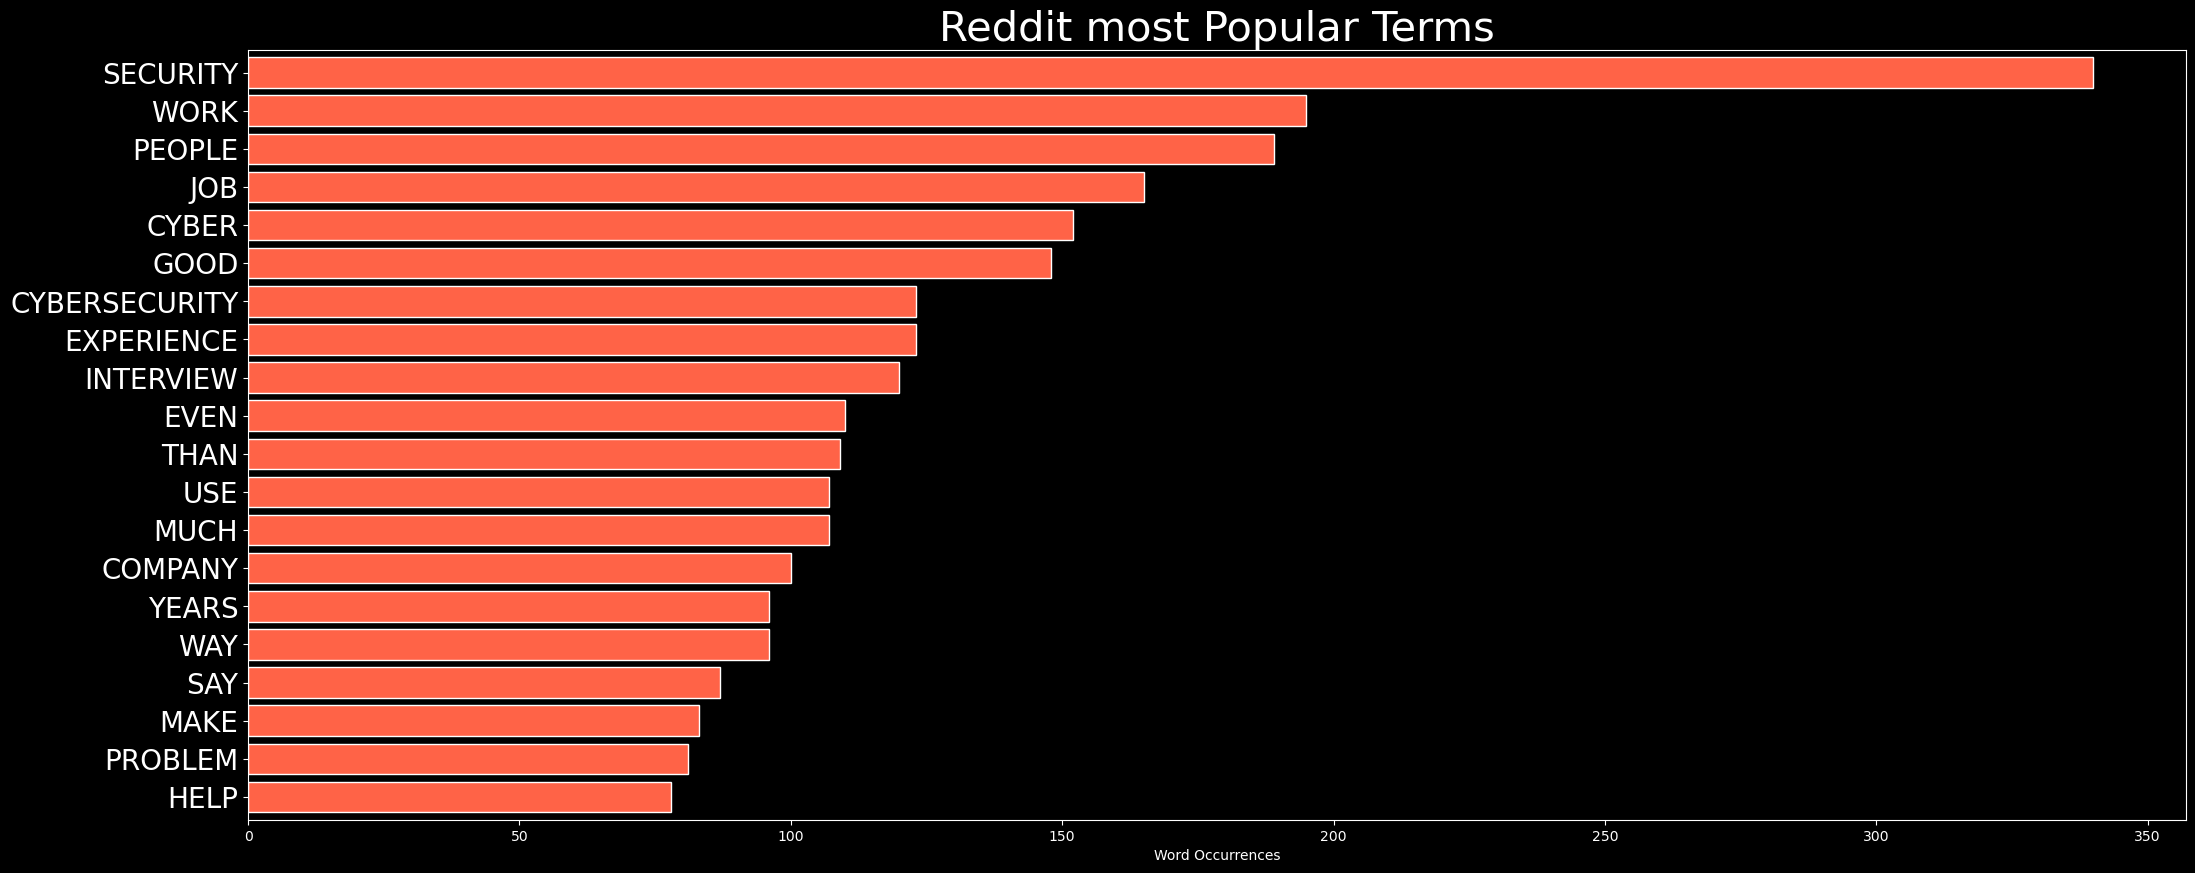 Reddit most Popular Terms
SECURITY
WORK
PEOPLE
JOB
CYBER
GOOD
CYBERSECURITY
EXPERIENCE
INTERVIEW
EVEN
THAN
USE
MUCH
COMPANY
YEARS
WAY
SAY
MAKE
PROBLEM
HELP
0 50 100 150 200 250 300 350
Word Occurrences